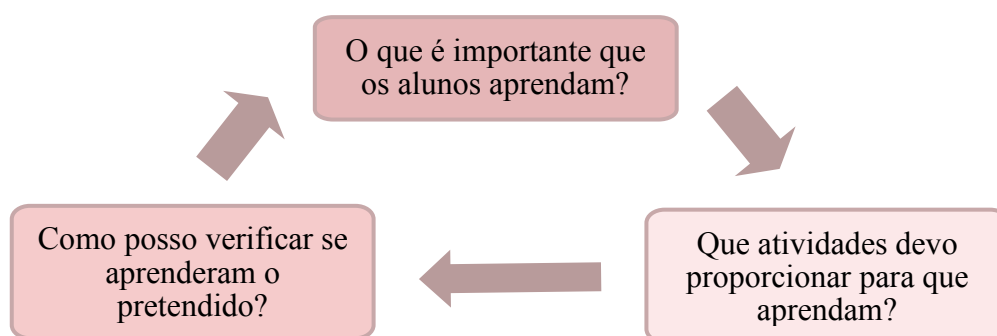 O que é importante que
os alunos aprendam?
Como posso verificar se
aprenderam o
pretendido?
Que atividades devo
proporcionar para que
aprendam?